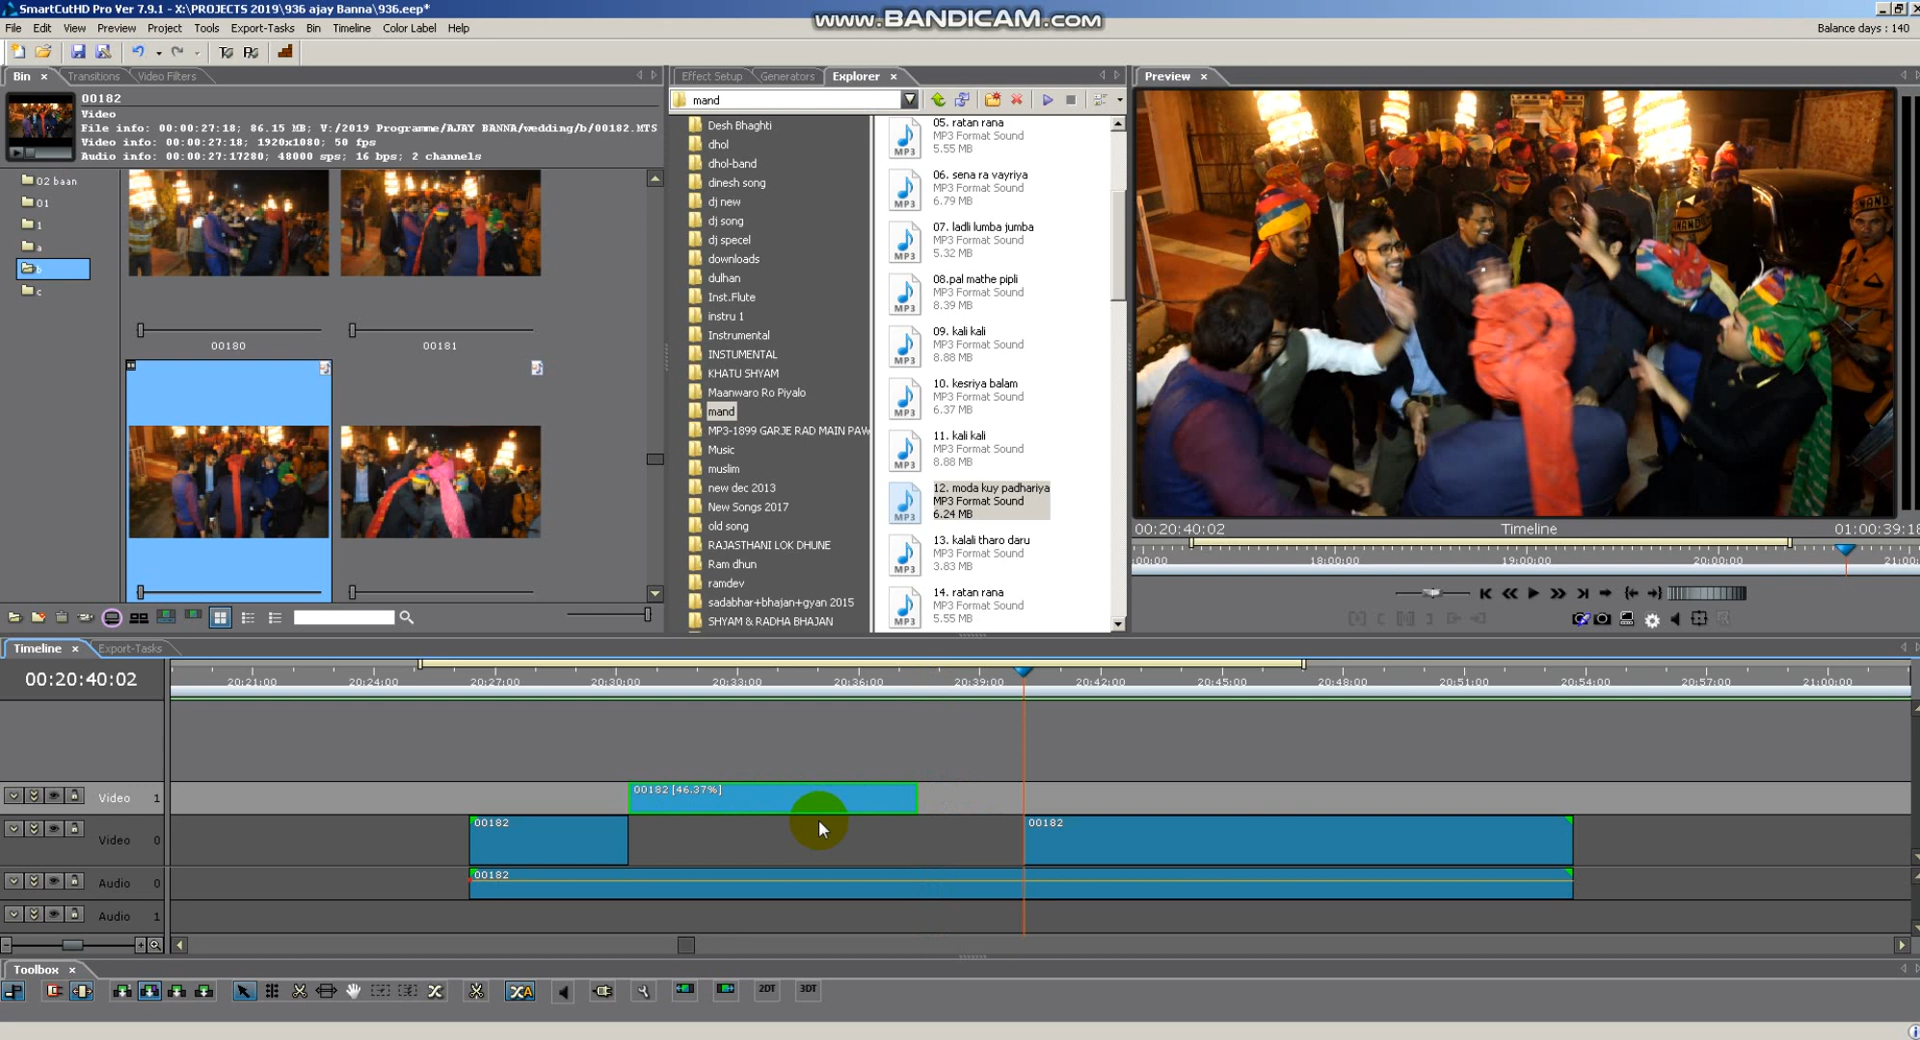 SmartCutHD Pro Ver 7.9.1 - X:\PROJECTS 2019\936 ajay Banna\936.eep*
www.BANDICAM.com
File Edit View Preview Project Tools Export-Tasks Bin Timeline Color Label Help
Balance days : 140
Bin × Transitions Video Filters
00182
Video
File info: 00:00:27:18; 86.15 MB, V:/2019 Programme/AJAY BANNA/wedding/b/00182.MTS
Video info: 00:00:27:18; 1920x1080; 50 fps
Audio info: 00:00:27:17280; 48000 sps; 16 bps; 2 channels
02 baan
01
1
a
b
c
00180
00181
Effect Setup Generators Explorer ×
mand
Desh Bhaghti
dhol
dhol-band
dinesh song
dj new
dj song
dj specel
downloads
dulhan
Inst.Flute
instru 1
Instrumental
INSTUMENTAL
KHATU SHYAM
Maanwaro Ro Piyalo
mand
MP3-1899 GARJE RAD MAIN PAW
Music
muslim
new dec 2013
New Songs 2017
old song
RAJASTHANI LOK DHUNE
Ram dhun
ramdev
sadabhar+bhajan+gyan 2015
SHYAM & RADHA BHAJAN
05. ratan rana
MP3 Format Sound
5.55 MB
MP3
06. sena ra vayriya
MP3 Format Sound
6.79 MB
MP3
07. ladli lumba jumba
MP3 Format Sound
5.32 MB
MP3
08.pal mathe pipli
MP3 Format Sound
8.39 MB
MP3
09. kali kali
MP3 Format Sound
8.88 MB
MP3
10. kesriya balam
MP3 Format Sound
6.37 MB
MP3
11. kali kali
MP3 Format Sound
8.88 MB
MP3
12. moda kuy padhariya
MP3 Format Sound
6.24 MB
MP3
13. kalali tharo daru
MP3 Format Sound
3.83 MB
MP3
14. ratan rana
MP3 Format Sound
5.55 MB
MP3
Preview ×
00:20:40:02 Timeline 01:00:39:18
:00:00 18:00:00 19:00:00 20:00:00 21:00:
Timeline × Export-Tasks
00:20:40:02
20:21:00 20:24:00 20:27:00 20:30:00 20:33:00 20:36:00 20:39:00 20:42:00 20:45:00 20:48:00 20:51:00 20:54:00 20:57:00 21:00:00
Video 1
00182 [46.37%]
Video 0
00182
00182
Audio 0
00182
Audio 1
Toolbox ×
2DT 3DT